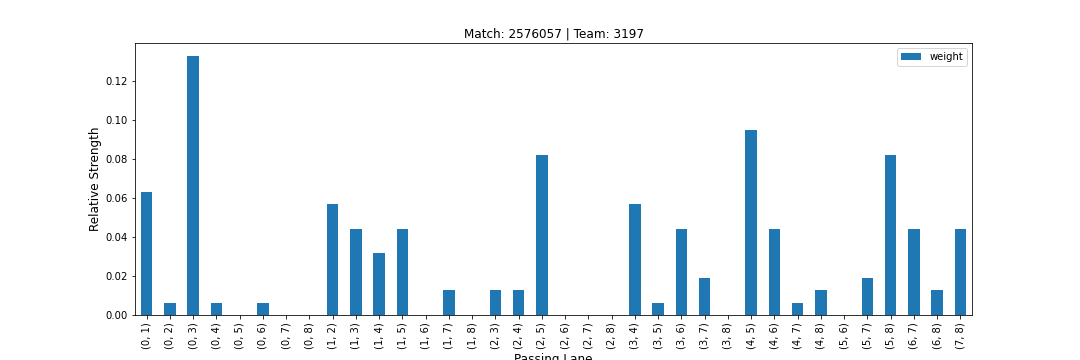 Match: 2576057 | Team: 3197
weight
Relative Strength
0.12
0.10
0.08
0.06
0.04
0.02
0.00
(0, 1) (0, 2) (0, 3) (0, 4) (0, 5) (0, 6) (0, 7) (0, 8) (1, 2) (1, 3) (1, 4) (1, 5) (1, 6) (1, 7) (1, 8) (2, 3) (2, 4) (2, 5) (2, 6) (2, 7) (2, 8) (3, 4) (3, 5) (3, 6) (3, 7) (3, 8) (4, 5) (4, 6) (4, 7) (4, 8) (5, 6) (5, 7) (5, 8) (6, 7) (6, 8) (7, 8)
Passing Lane